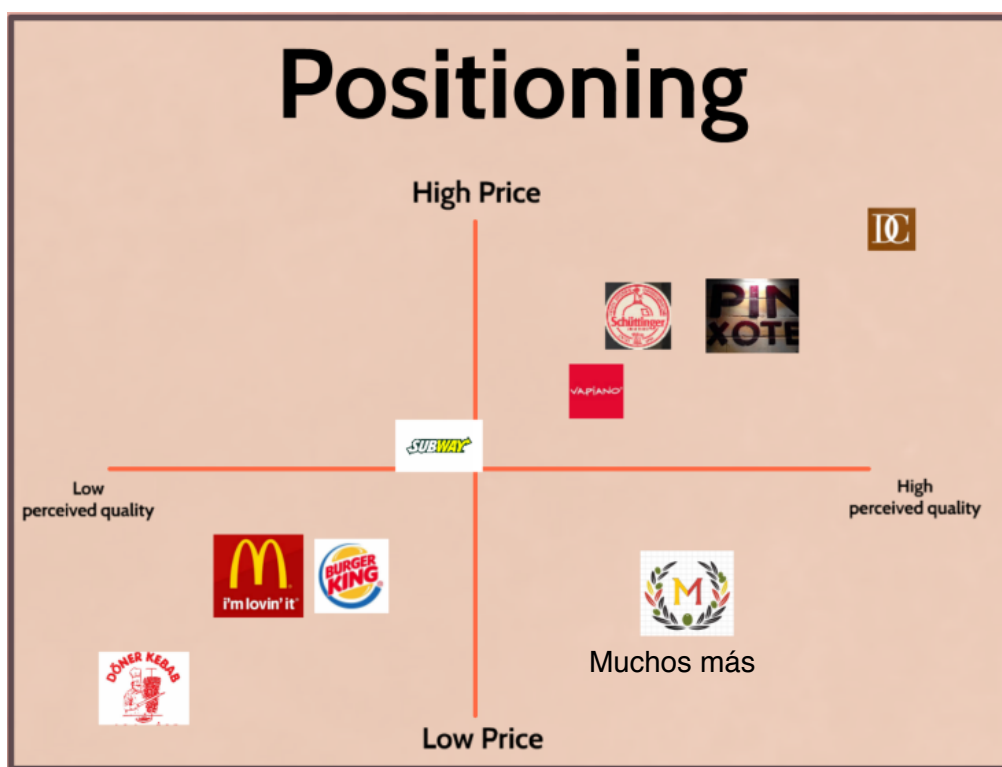 Positioning
High Price
DC
Schüttinger
PIN
XOTE
VAPIANO
SUBWAY
Low
perceived quality
High
perceived quality
M
i'm lovin' it
BURGER
KING
M
Muchos más
DÖNER KEBAB
Low Price